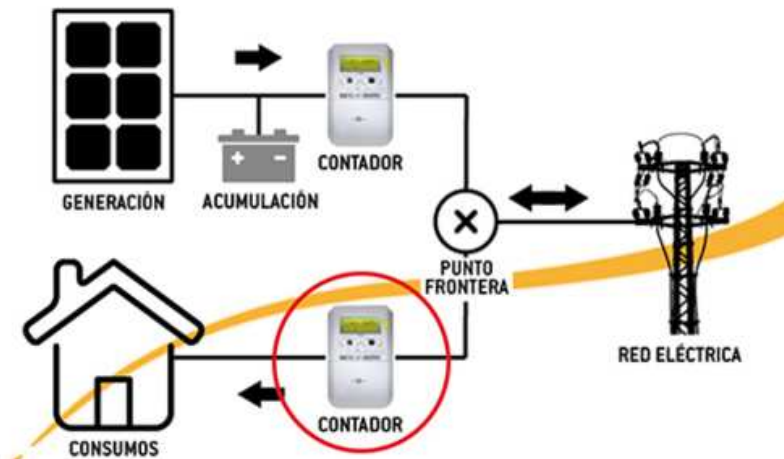 CONTADOR
GENERACIÓN
ACUMULACIÓN
PUNTO
FRONTERA
RED ELÉCTRICA
CONTADOR
CONSUMOS